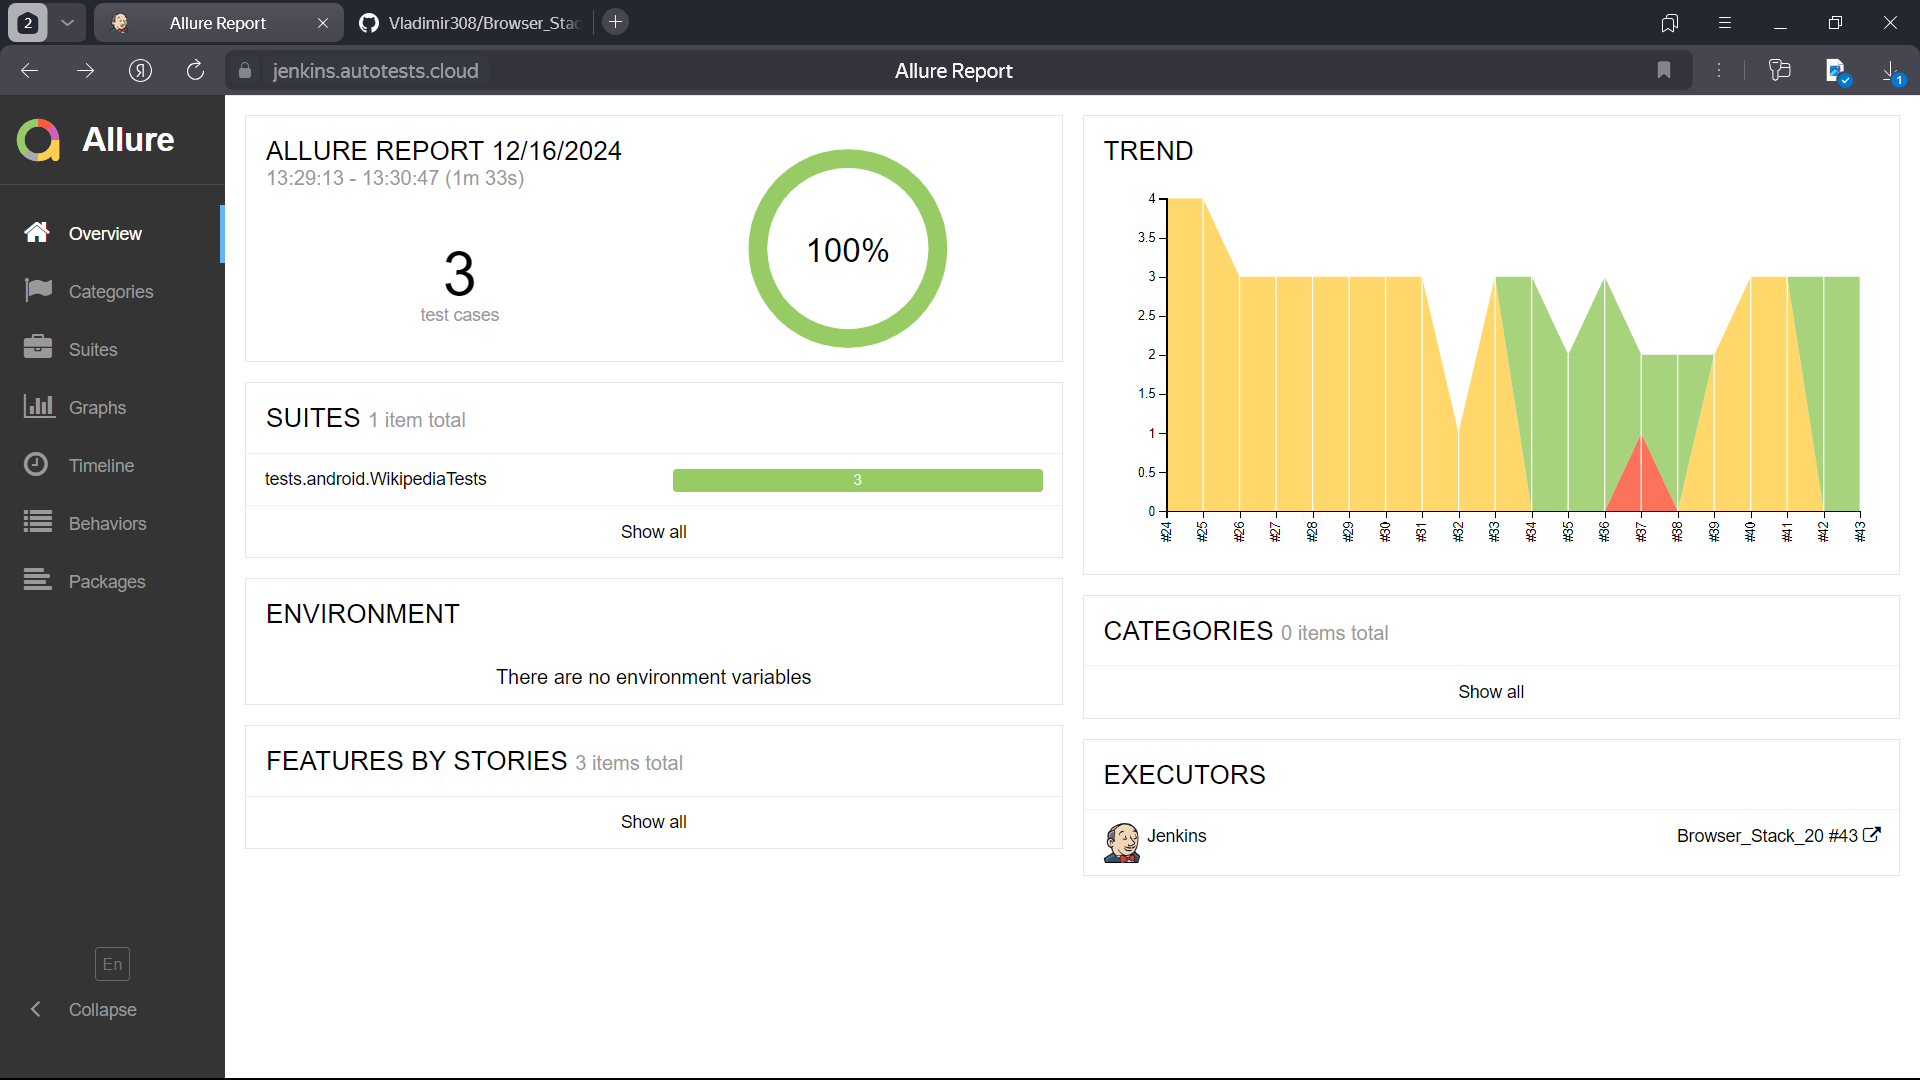 2
Allure Report
Vladimir308/Browser_Stac
jenkins.autotests.cloud
Allure Report
1
Allure
Overview
Categories
Suites
Graphs
Timeline
Behaviors
Packages
En
Collapse
ALLURE REPORT 12/16/2024
13:29:13 - 13:30:47 (1m 33s)
3
test cases
100%
SUITES 1 item total
tests.android.WikipediaTests
3
Show all
ENVIRONMENT
There are no environment variables
FEATURES BY STORIES 3 items total
Show all
TREND
4
3.5
3
2.5
2
1.5
1
0.5
0
#24 #25 #26 #27 #28 #29 #30 #31 #32 #33 #34 #35 #36 #37 #38 #39 #40 #41 #42 #43
CATEGORIES 0 items total
Show all
EXECUTORS
Jenkins
Browser_Stack_20 #43